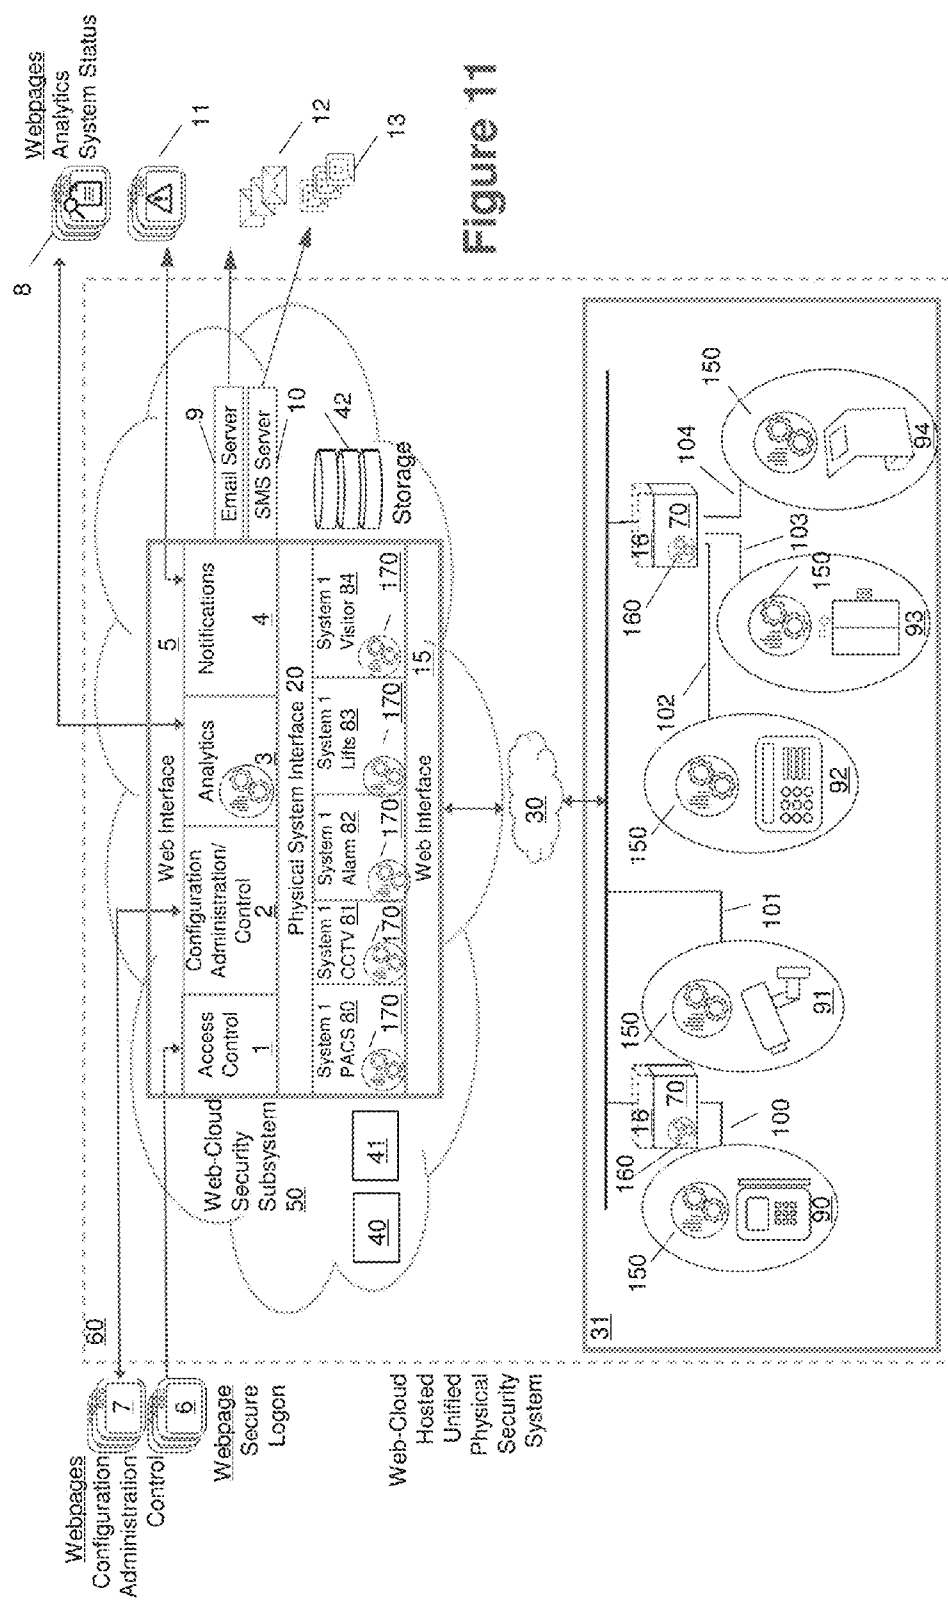 Webpages
Configuration
Administration
Control
7
6
Webpage
Secure
Logon
Web-Cloud
Hosted
Unified
Physical
Security
System
60
8
Webpages
Analytics
System Status
11
12
13
Web-Cloud
Security
Subsystem
50
40
41
Web Interface 5
Access
Control
1
Configuration
Administration/
Control
2
Analytics
3
Notifications
4
Physical System Interface 20
System 1
PACS 80
170
System 1
CCTV 81
170
System 1
Alarm 82
170
System 1
Lifts 83
170
System 1
Visitor 84
170
Web Interface 15
9
Email Server
SMS Server
10
42
Storage
30
31
16
70
160
100
150
90
150
91
101
150
92
102
16
70
160
103
150
93
104
150
94
Figure 11